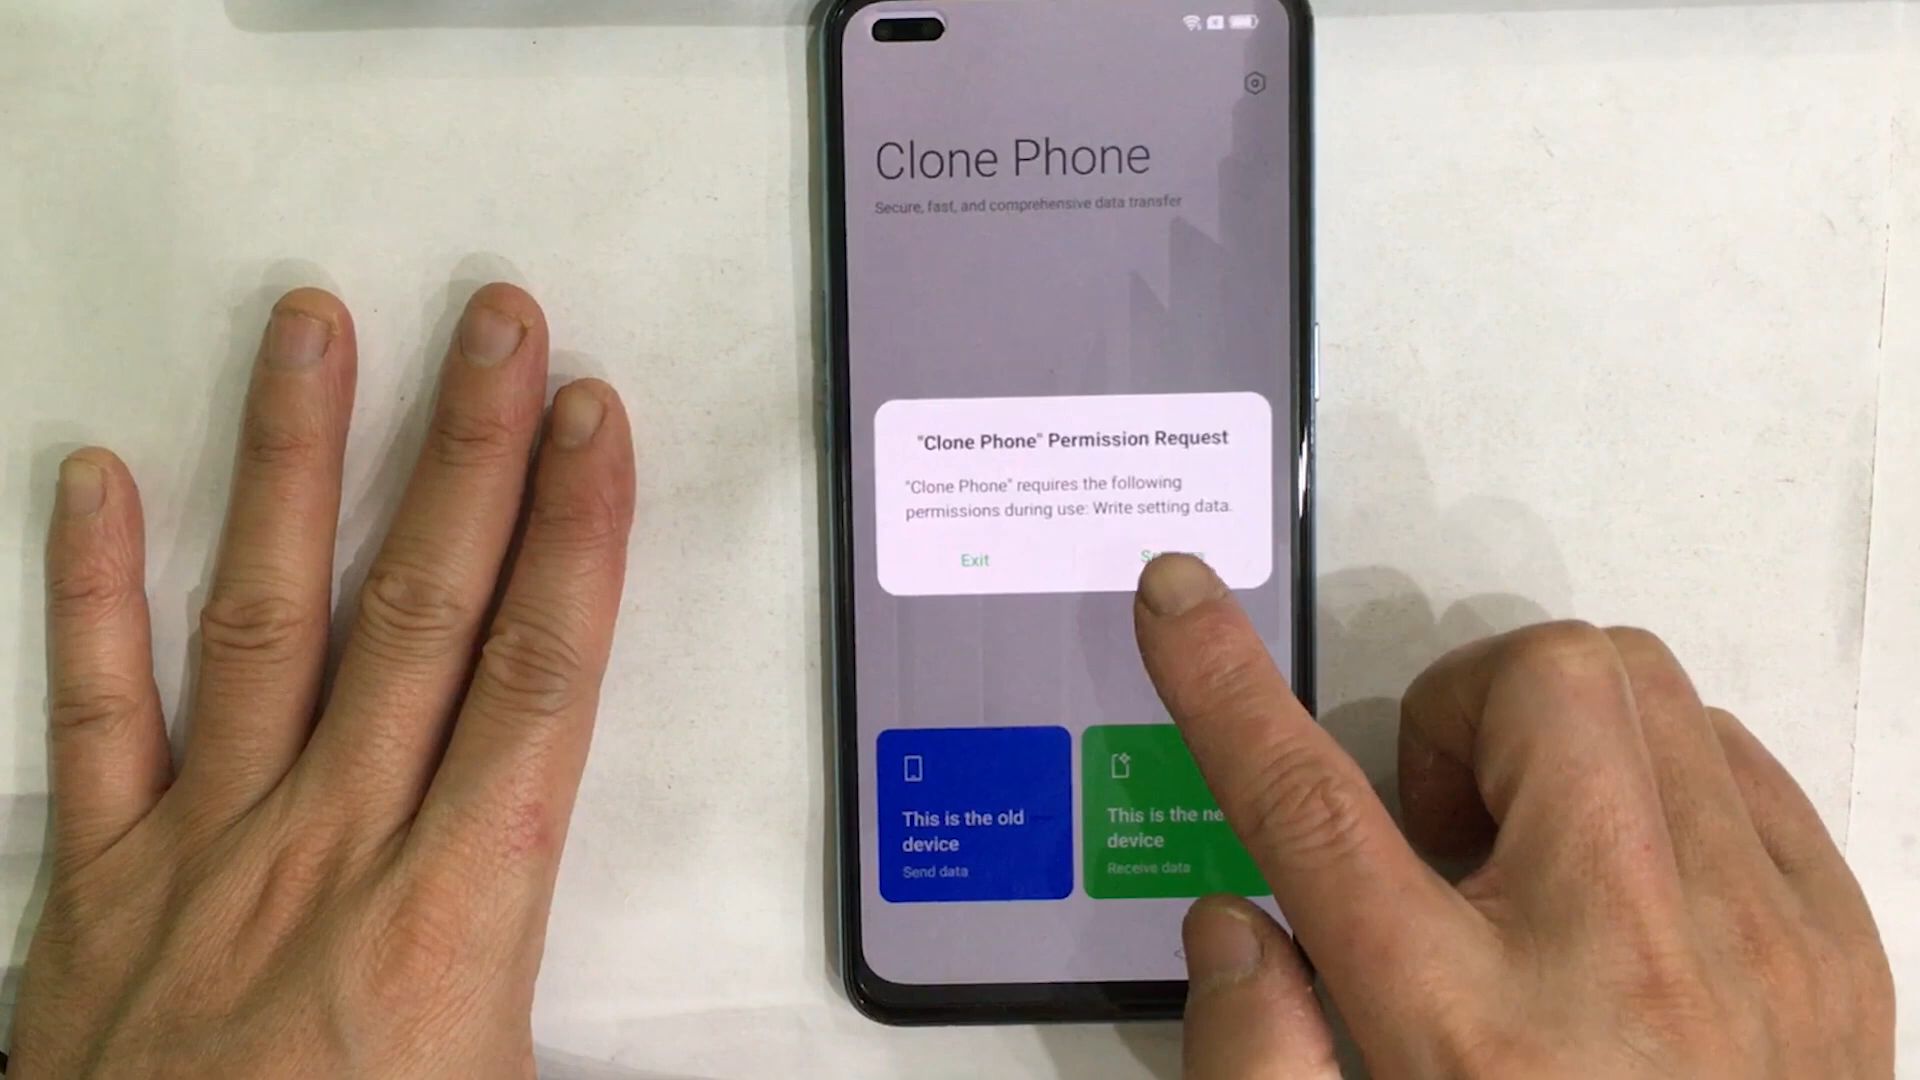 Clone Phone
Secure, fast, and comprehensive data transfer
"Clone Phone" Permission Request
"Clone Phone" requires the following
permissions during use: Write setting data.
Exit
This is the old
device
Send data
This is the
device
Receive data